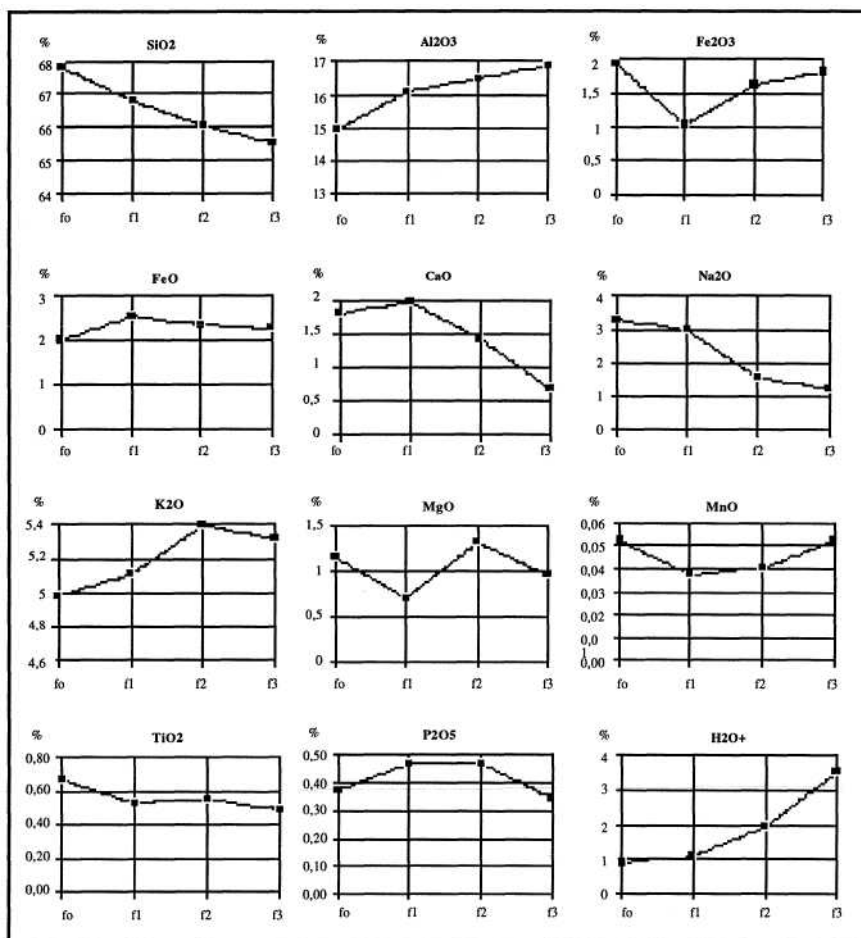 % SiO2
68
67
66
65
64
fo f1 f2 f3
% Al2O3
17
16
15
14
13
fo f1 f2 f3
% Fe2O3
2
1,5
1
0,5
0
fo f1 f2 f3
% FeO
3
2
1
0
fo f1 f2 f3
% CaO
2
1,5
1
0,5
0
fo f1 f2 f3
% Na2O
4
3
2
1
0
fo f1 f2 f3
% K2O
5,4
5,2
5
4,8
4,6
fo f1 f2 f3
% MgO
1,5
1
0,5
0
fo f1 f2 f3
% MnO
0,06
0,05
0,04
0,03
0,02
0,0
1
0,00
fo f1 f2 f3
% TiO2
0,80
0,60
0,40
0,20
0,00
fo f1 f2 f3
% P2O5
0,50
0,40
0,30
0,20
0,10
0,00
fo f1 f2 f3
% H2O+
4
3
2
1
0
fo f1 f2 f3